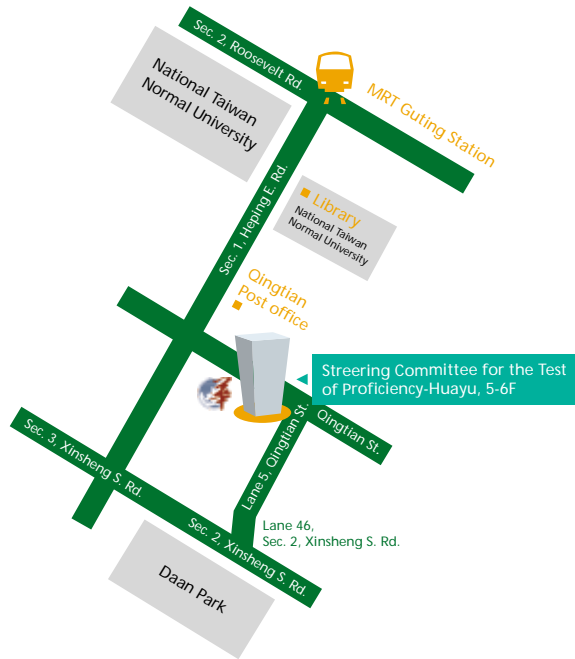 Sec. 2, Roosevelt Rd.
MRT Guting Station
National Taiwan
Normal University
Sec. 1, Heping E. Rd.
Library
National Taiwan
Normal University
Qingtian
Post office
Streering Committee for the Test
of Proficiency-Huayu, 5-6F
Qingtian St.
Lane 5, Qingtian St.
Sec. 3, Xinsheng S. Rd.
Sec. 2, Xinsheng S. Rd.
Lane 46,
Sec. 2, Xinsheng S. Rd.
Daan Park